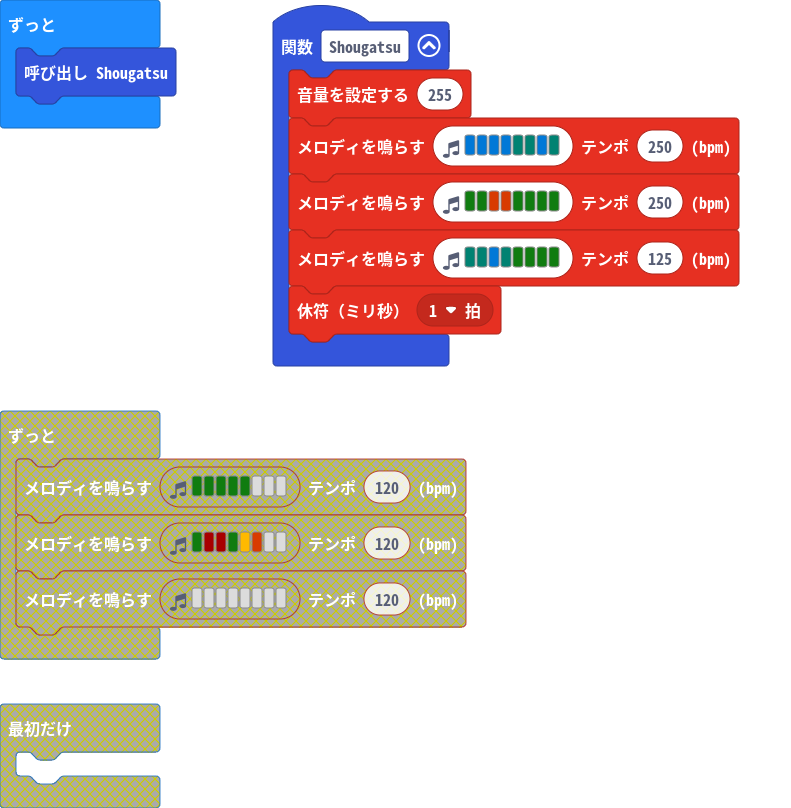 ずっと
呼び出し Shougatsu
関数 Shougatsu
音量を設定する 255
メロディを鳴らす テンポ 250 (bpm)
メロディを鳴らす テンポ 250 (bpm)
メロディを鳴らす テンポ 125 (bpm)
休符（ミリ秒） 1 拍
ずっと
メロディを鳴らす テンポ 120 (bpm)
メロディを鳴らす テンポ 120 (bpm)
メロディを鳴らす テンポ 120 (bpm)
最初だけ